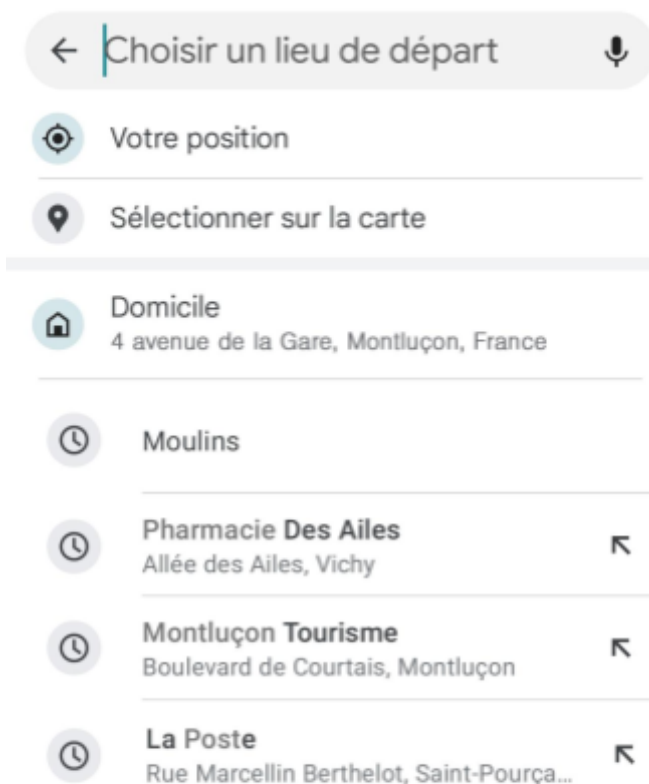 Choisir un lieu de départ
Votre position
Sélectionner sur la carte
Domicile
4 avenue de la Gare, Montluçon, France
Moulins
Pharmacie Des Ailes
Allée des Ailes, Vichy
Montluçon Tourisme
Boulevard de Courtais, Montluçon
La Poste
Rue Marcellin Berthelot, Saint-Pourça...